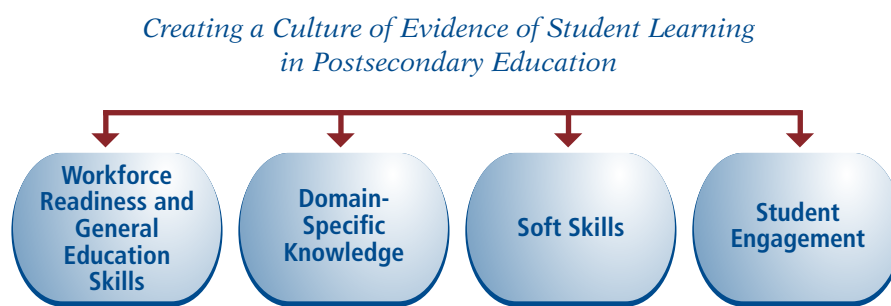 Creating a Culture of Evidence of Student Learning
in Postsecondary Education
Workforce
Readiness and
General
Education
Skills
Domain-
Specific
Knowledge
Soft Skills
Student
Engagement